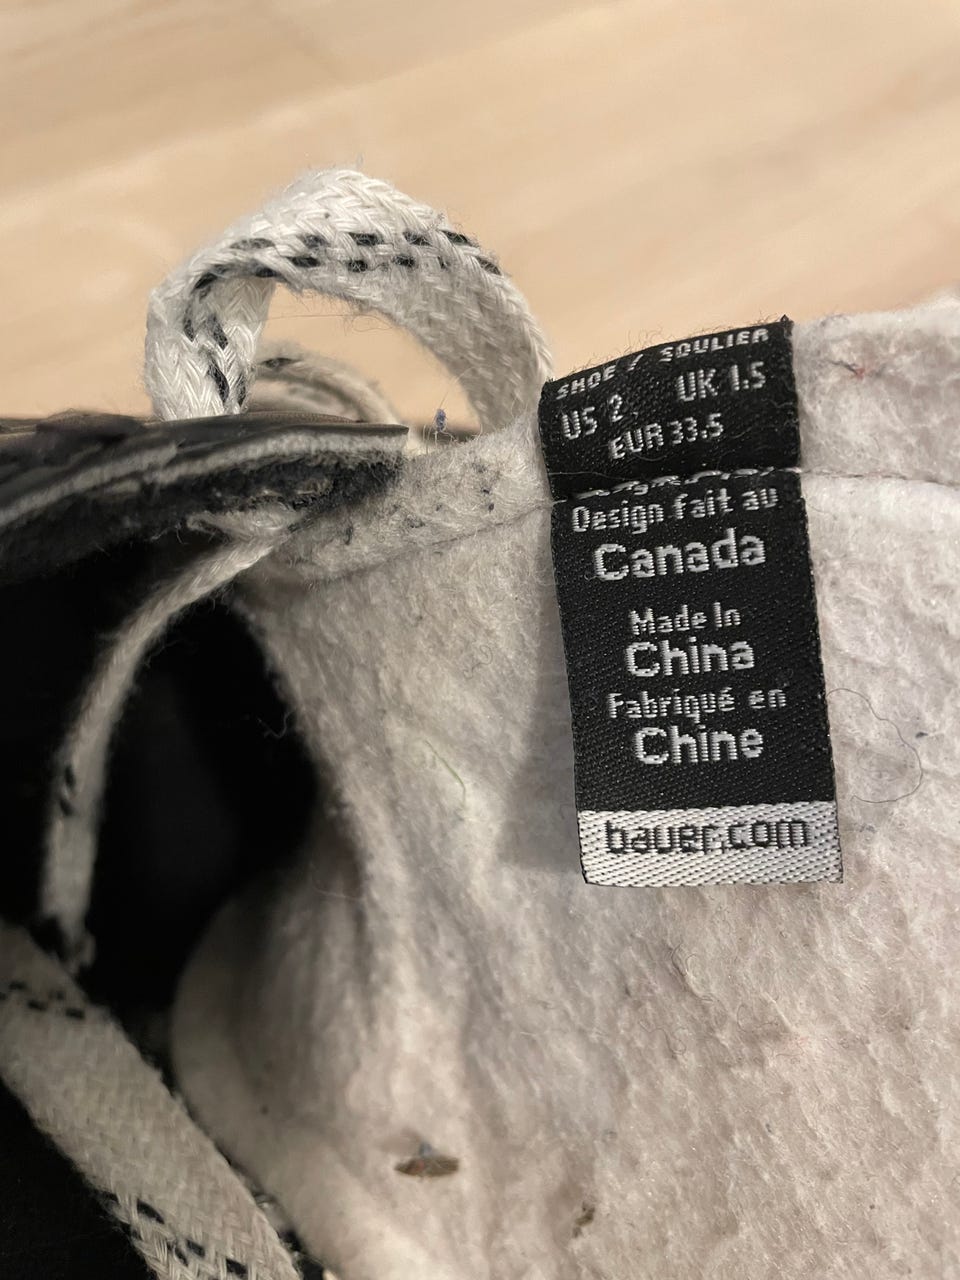 SHOE / SOULIER
US 2 UK 1.5
EUR 33.5
Design fait au
Canada
Made In
China
Fabriqué en
Chine
bauer.com